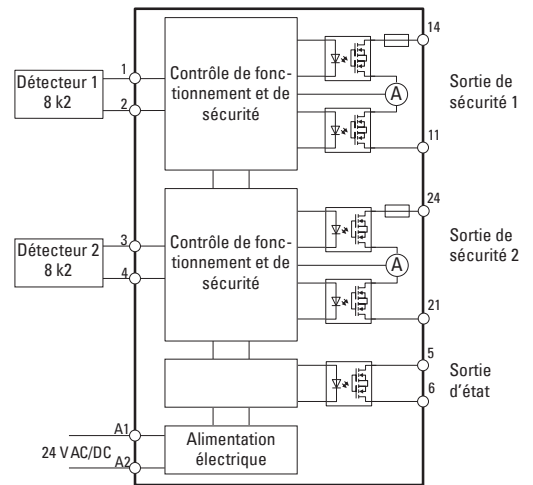 14
1
Détecteur 1
8 k2
2
Contrôle de fonc-
tionnement et de
sécurité
A
Sortie de
sécurité 1
11
24
3
Détecteur 2
8 k2
4
Contrôle de fonc-
tionnement et de
sécurité
A
Sortie de
sécurité 2
21
5
Sortie
d'état
6
A1
24 V AC/DC
A2
Alimentation
électrique